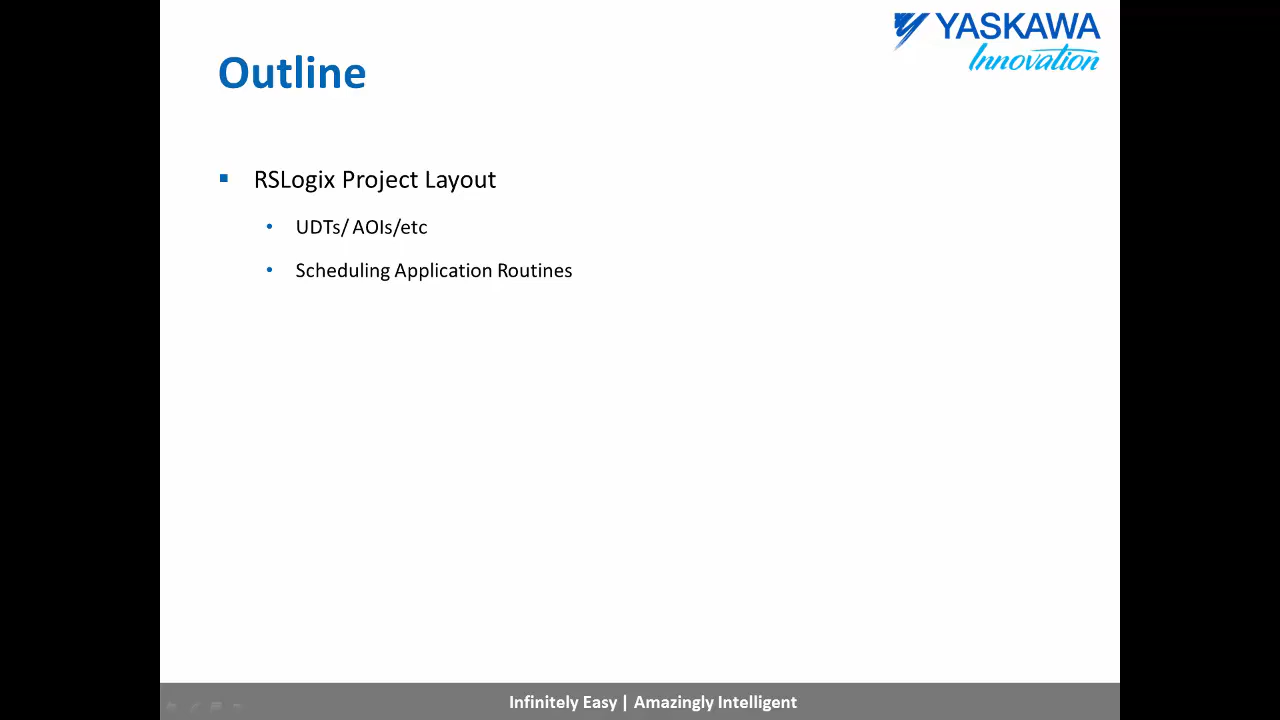 YASKAWA
Innovation
Outline
RSLogix Project Layout
UDTs/ AOIs/etc
Scheduling Application Routines
Infinitely Easy | Amazingly Intelligent